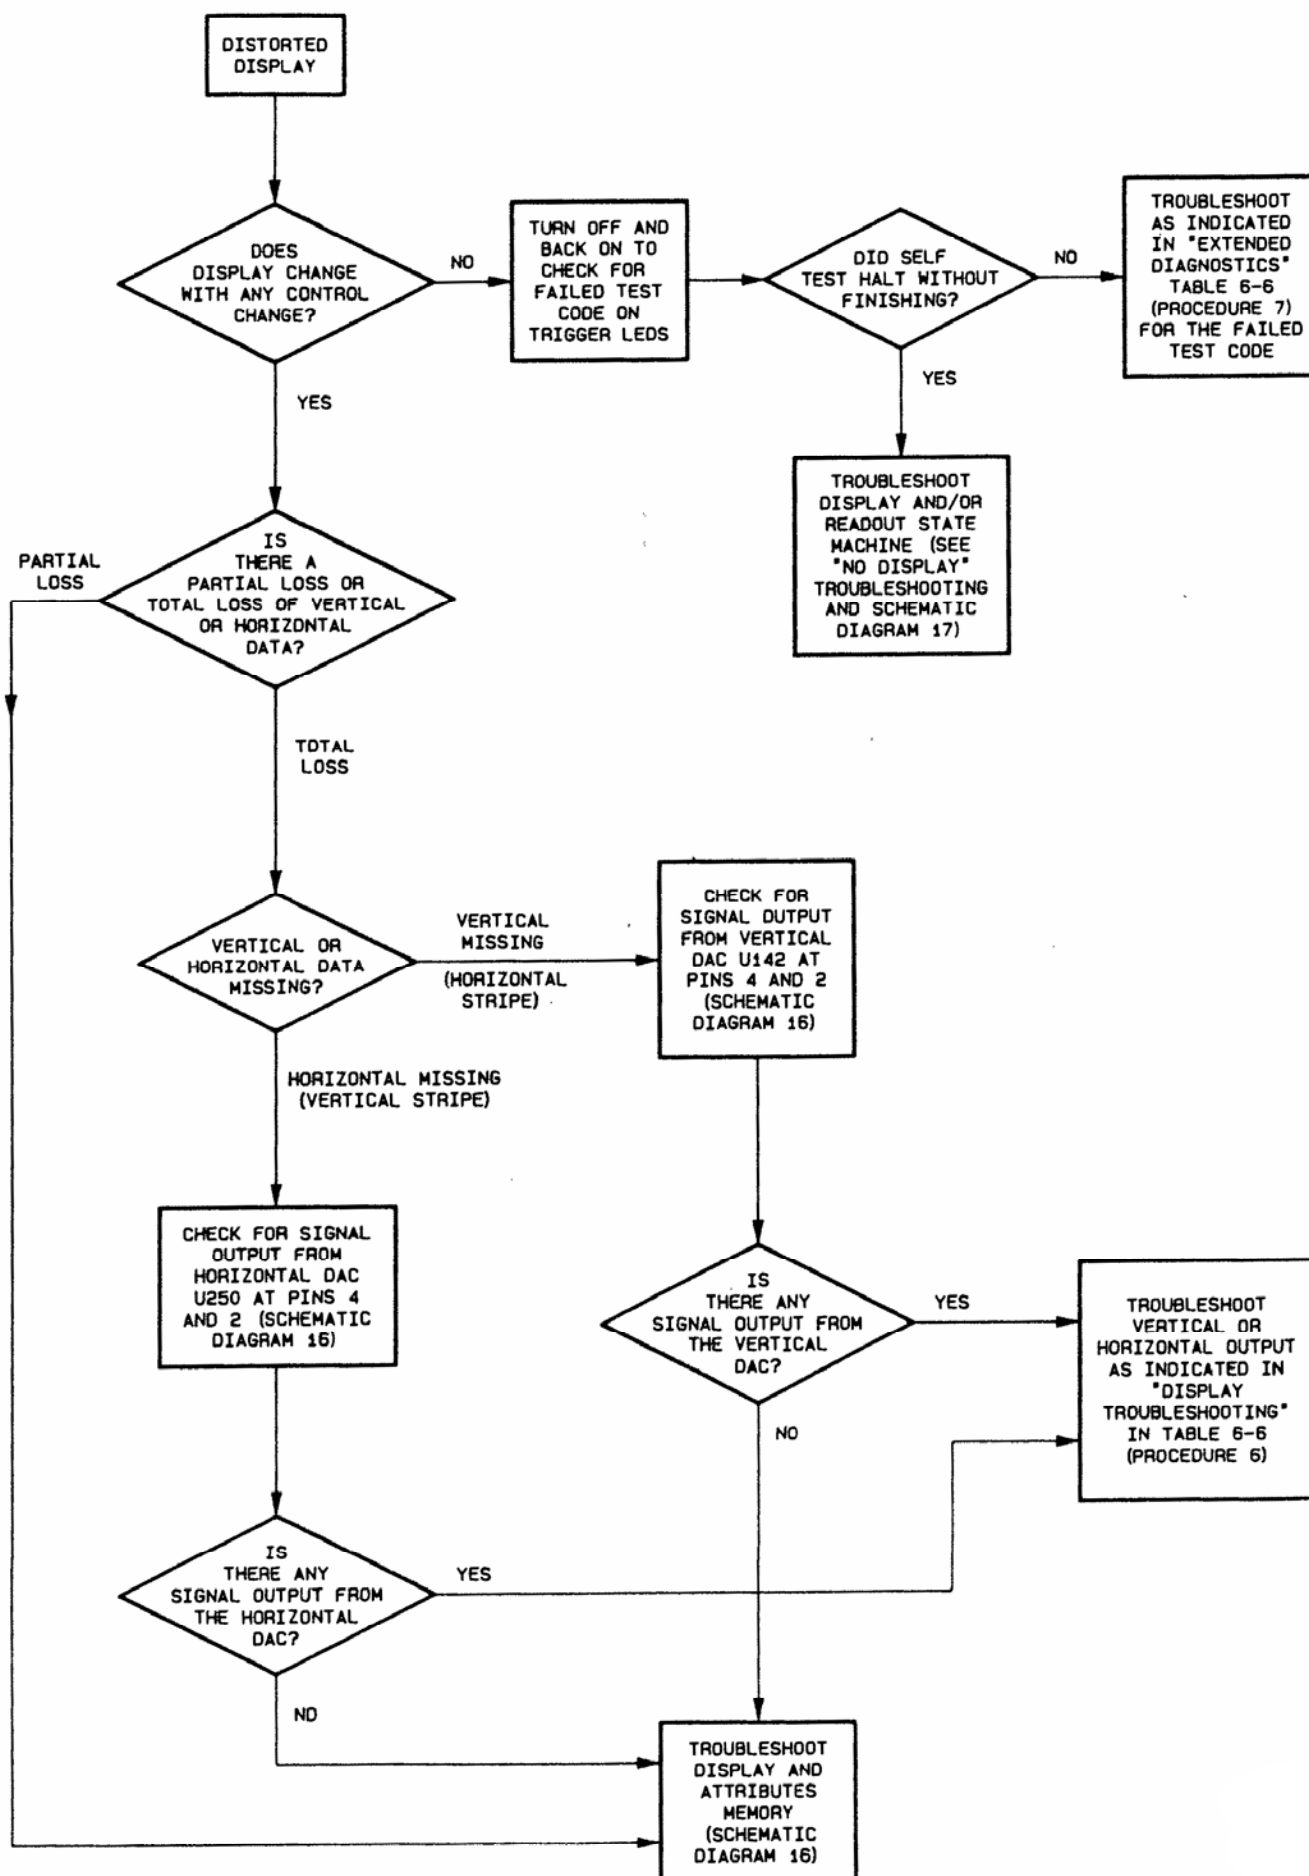 DISTORTED
DISPLAY
DOES
DISPLAY CHANGE
WITH ANY CONTROL
CHANGE?
NO
TURN OFF AND
BACK ON TO
CHECK FOR
FAILED TEST
CODE ON
TRIGGER LEDS
DID SELF
TEST HALT WITHOUT
FINISHING?
NO
TROUBLESHOOT
AS INDICATED
IN "EXTENDED
DIAGNOSTICS"
TABLE 6-6
(PROCEDURE 7)
FOR THE FAILED
TEST CODE
YES
YES
TROUBLESHOOT
DISPLAY AND/OR
READOUT STATE
MACHINE (SEE
"NO DISPLAY"
TROUBLESHOOTING
AND SCHEMATIC
DIAGRAM 17)
PARTIAL
LOSS
IS
THERE A
PARTIAL LOSS OR
TOTAL LOSS OF VERTICAL
OR HORIZONTAL
DATA?
TOTAL
LOSS
VERTICAL OR
HORIZONTAL DATA
MISSING?
VERTICAL
MISSING
(HORIZONTAL
STRIPE)
CHECK FOR
SIGNAL OUTPUT
FROM VERTICAL
DAC U142 AT
PINS 4 AND 2
(SCHEMATIC
DIAGRAM 16)
HORIZONTAL MISSING
(VERTICAL STRIPE)
CHECK FOR SIGNAL
OUTPUT FROM
HORIZONTAL DAC
U250 AT PINS 4
AND 2 (SCHEMATIC
DIAGRAM 16)
IS
THERE ANY
SIGNAL OUTPUT FROM
THE VERTICAL
DAC?
YES
TROUBLESHOOT
VERTICAL OR
HORIZONTAL OUTPUT
AS INDICATED IN
"DISPLAY
TROUBLESHOOTING"
IN TABLE 6-6
(PROCEDURE 6)
NO
IS
THERE ANY
SIGNAL OUTPUT FROM
THE HORIZONTAL
DAC?
YES
NO
TROUBLESHOOT
DISPLAY AND
ATTRIBUTES
MEMORY
(SCHEMATIC
DIAGRAM 16)